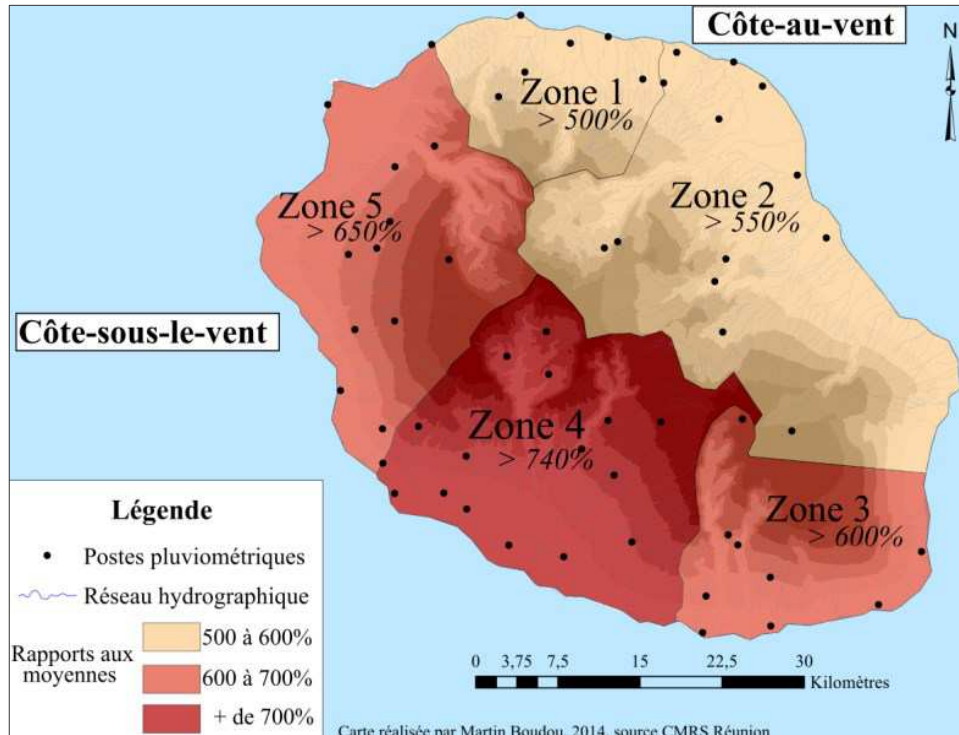 Côte-au-vent
N
Zone 1
> 500%
Zone 2
> 550%
Zone 5
> 650%
Côte-sous-le-vent
Zone 4
> 740%
Zone 3
> 600%
Légende
Postes pluviométriques
Réseau hydrographique
Rapports aux
moyennes
500 à 600%
600 à 700%
+ de 700%
0 3,75 7,5 15 22,5 30
Kilomètres
Carte réalisée par Martin Boudou, 2014, source CMRS Réunion